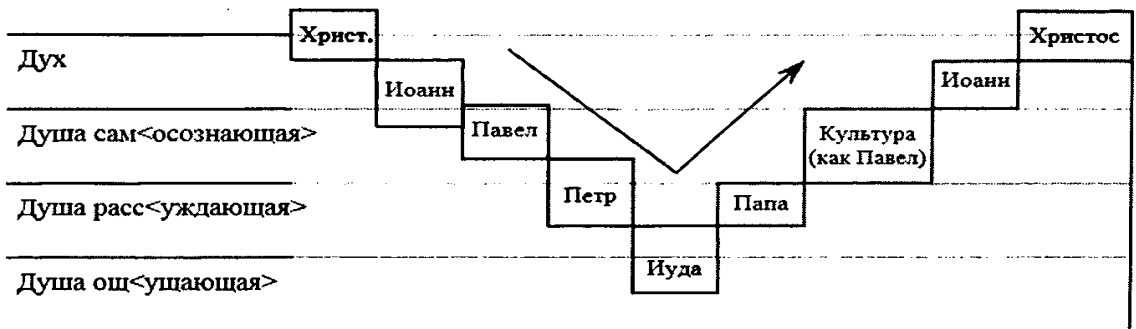 Христ.
Христос
Дух
Иоанн
Иоанн
Душа сам<осознающая>
Павел
Культура
(как Павел)
Душа расс<уждающая>
Петр
Папа
Душа ощ<ущающая>
Иуда